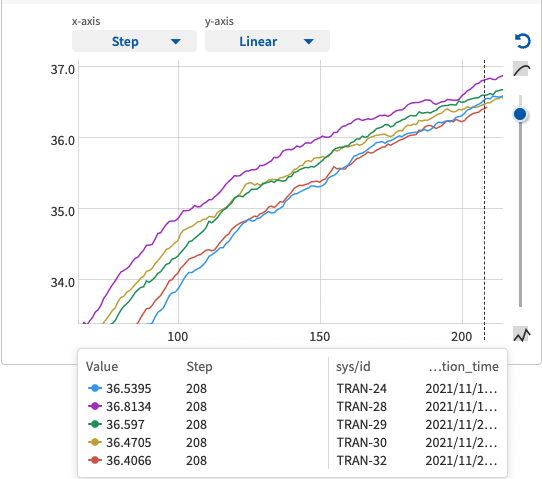 x-axis y-axis
Step Linear
37.0
36.0
35.0
34.0
100 150 200
Value Step sys/id …tion_time
36.5395 208 TRAN-24 2021/11/1…
36.8134 208 TRAN-28 2021/11/1…
36.597 208 TRAN-29 2021/11/2…
36.4705 208 TRAN-30 2021/11/2…
36.4066 208 TRAN-32 2021/11/2…